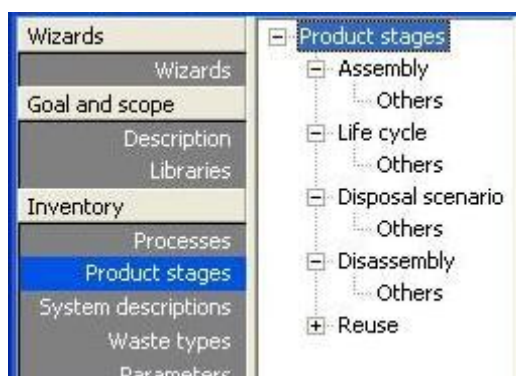 Wizards
Wizards
Goal and scope
Description
Libraries
Inventory
Processes
Product stages
System descriptions
Waste types
Parameters
Product stages
Assembly
Others
Life cycle
Others
Disposal scenario
Others
Disassembly
Others
Reuse